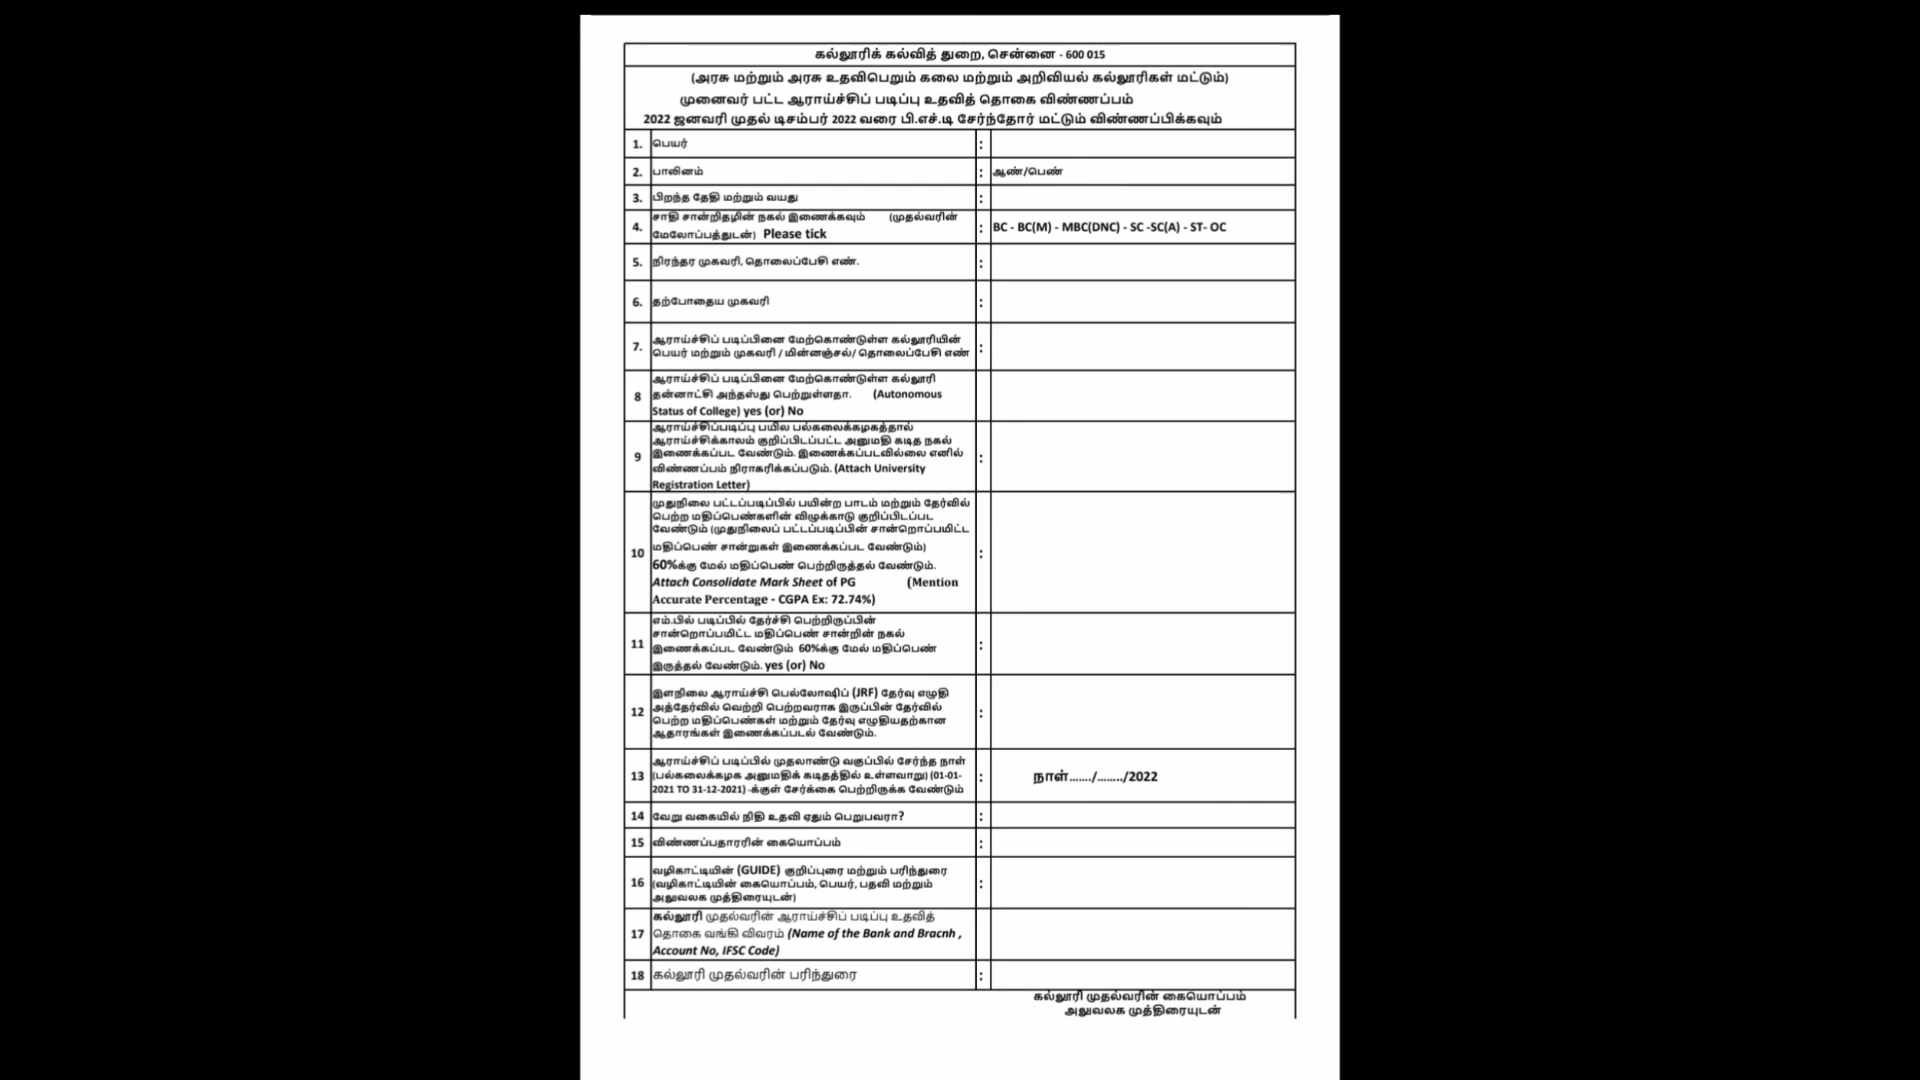 கல்லூரிக் கல்வித் துறை, சென்னை - 600 015
(அரசு மற்றும் அரசு உதவிபெறும் கலை மற்றும் அறிவியல் கல்லூரிகள் மட்டும்)
முனைவர் பட்ட ஆராய்ச்சிப் படிப்பு உதவித் தொகை விண்ணப்பம்
2022 ஜனவரி முதல் டிசம்பர் 2022 வரை பி.எச்.டி சேர்ந்தோர் மட்டும் விண்ணப்பிக்கவும்
1. பெயர் :
2. பாலினம் : ஆண்/பெண்
3. பிறந்த தேதி மற்றும் வயது :
4. சாதி சான்றிதழின் நகல் இணைக்கவும் (முதல்வரின்
மேலோப்பத்துடன்) Please tick : BC - BC(M) - MBC(DNC) - SC -SC(A) - ST- OC
5. நிரந்தர முகவரி, தொலைப்பேசி எண். :
6. தற்போதைய முகவரி :
7. ஆராய்ச்சிப் படிப்பினை மேற்கொண்டுள்ள கல்லூரியின்
பெயர் மற்றும் முகவரி / மின்னஞ்சல்/ தொலைப்பேசி எண் :
8 ஆராய்ச்சிப் படிப்பினை மேற்கொண்டுள்ள கல்லூரி
தன்னாட்சி அந்தஸ்து பெற்றுள்ளதா. (Autonomous
Status of College) yes (or) No :
9 ஆராய்ச்சிப்படிப்பு பயில பல்கலைக்கழகத்தால்
ஆராய்ச்சிக்காலம் குறிப்பிடப்பட்ட அனுமதி கடித நகல்
இணைக்கப்பட வேண்டும். இணைக்கப்படவில்லை எனில்
விண்ணப்பம் நிராகரிக்கப்படும். (Attach University
Registration Letter) :
10 முதுநிலை பட்டப்படிப்பில் பயின்ற பாடம் மற்றும் தேர்வில்
பெற்ற மதிப்பெண்களின் விழுக்காடு குறிப்பிடப்பட
வேண்டும் (முதுநிலைப் பட்டப்படிப்பின் சான்றொப்பமிட்ட
மதிப்பெண் சான்றுகள் இணைக்கப்பட வேண்டும்)
60%க்கு மேல் மதிப்பெண் பெற்றிருத்தல் வேண்டும்.
Attach Consolidate Mark Sheet of PG (Mention
Accurate Percentage - CGPA Ex: 72.74%) :
11 எம்.பில் படிப்பில் தேர்ச்சி பெற்றிருப்பின்
சான்றொப்பமிட்ட மதிப்பெண் சான்றின் நகல்
இணைக்கப்பட வேண்டும் 60%க்கு மேல் மதிப்பெண்
இருத்தல் வேண்டும். yes (or) No :
12 இளநிலை ஆராய்ச்சி பெல்லோஷிப் (JRF) தேர்வு எழுதி
அத்தேர்வில் வெற்றி பெற்றவராக இருப்பின் தேர்வில்
பெற்ற மதிப்பெண்கள் மற்றும் தேர்வு எழுதியதற்கான
ஆதாரங்கள் இணைக்கப்படல் வேண்டும். :
13 ஆராய்ச்சிப் படிப்பில் முதலாண்டு வகுப்பில் சேர்ந்த நாள்
(பல்கலைக்கழக அனுமதிக் கடிதத்தில் உள்ளவாறு) (01-01-
2021 TO 31-12-2021) -க்குள் சேர்க்கை பெற்றிருக்க வேண்டும் : நாள்......./......../2022
14 வேறு வகையில் நிதி உதவி ஏதும் பெறுபவரா? :
15 விண்ணப்பதாரரின் கையொப்பம் :
16 வழிகாட்டியின் (GUIDE) குறிப்புரை மற்றும் பரிந்துரை
(வழிகாட்டியின் கையொப்பம், பெயர், பதவி மற்றும்
அலுவலக முத்திரையுடன்) :
17 கல்லூரி முதல்வரின் ஆராய்ச்சிப் படிப்பு உதவித்
தொகை வங்கி விவரம் (Name of the Bank and Bracnh ,
Account No, IFSC Code)
18 கல்லூரி முதல்வரின் பரிந்துரை :
கல்லூரி முதல்வரின் கையொப்பம்
அலுவலக முத்திரையுடன்